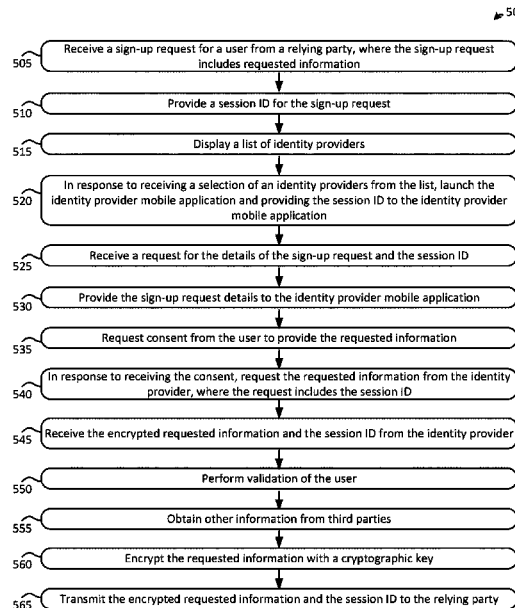 505
Receive a sign-up request for a user from a relying party, where the sign-up request
includes requested information
510
Provide a session ID for the sign-up request
515
Display a list of identity providers
520
In response to receiving a selection of an identity providers from the list, launch the
identity provider mobile application and providing the session ID to the identity provider
mobile application
525
Receive a request for the details of the sign-up request and the session ID
530
Provide the sign-up request details to the identity provider mobile application
535
Request consent from the user to provide the requested information
540
In response to receiving the consent, request the requested information from the identity
provider, where the request includes the session ID
545
Receive the encrypted requested information and the session ID from the identity provider
550
Perform validation of the user
555
Obtain other information from third parties
560
Encrypt the requested information with a cryptographic key
565
Transmit the encrypted requested information and the session ID to the relying party